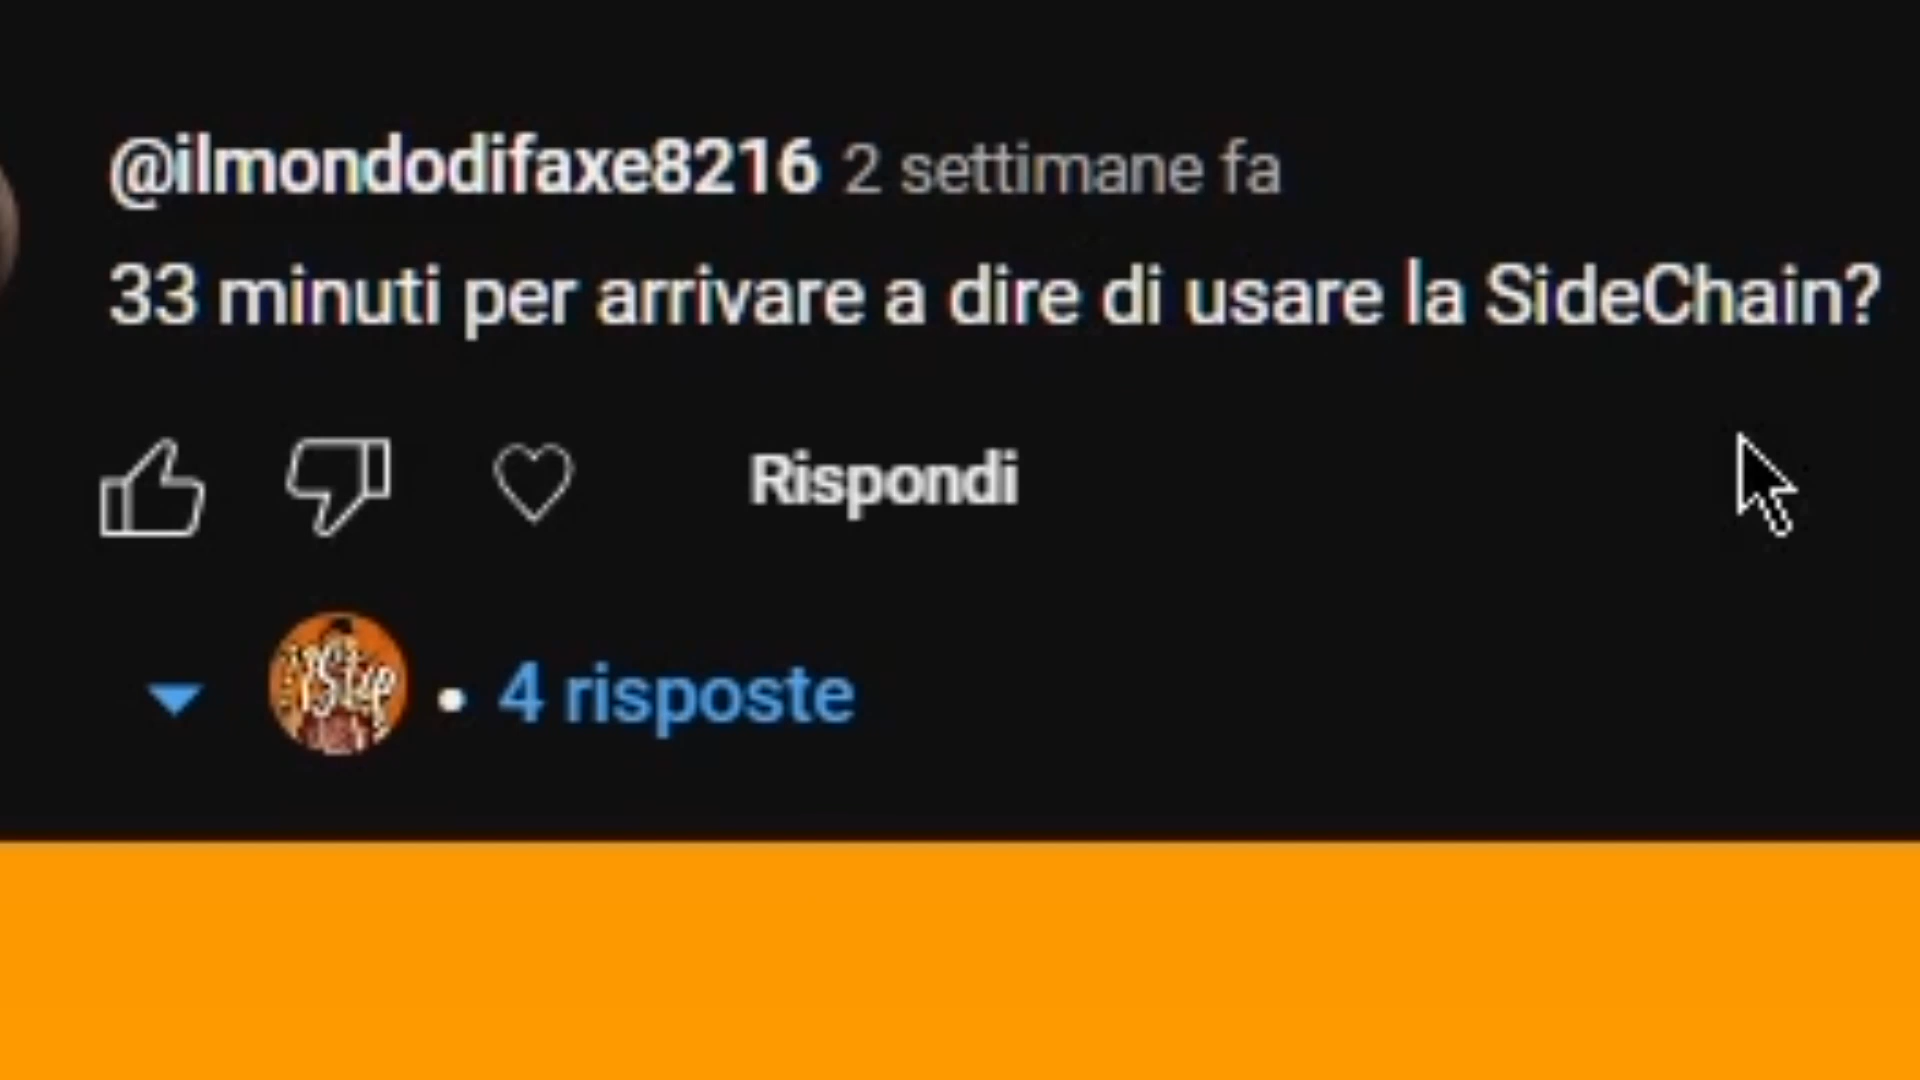 @ilmondodifaxe8216 2 settimane fa
33 minuti per arrivare a dire di usare la SideChain?
Rispondi
• 4 risposte